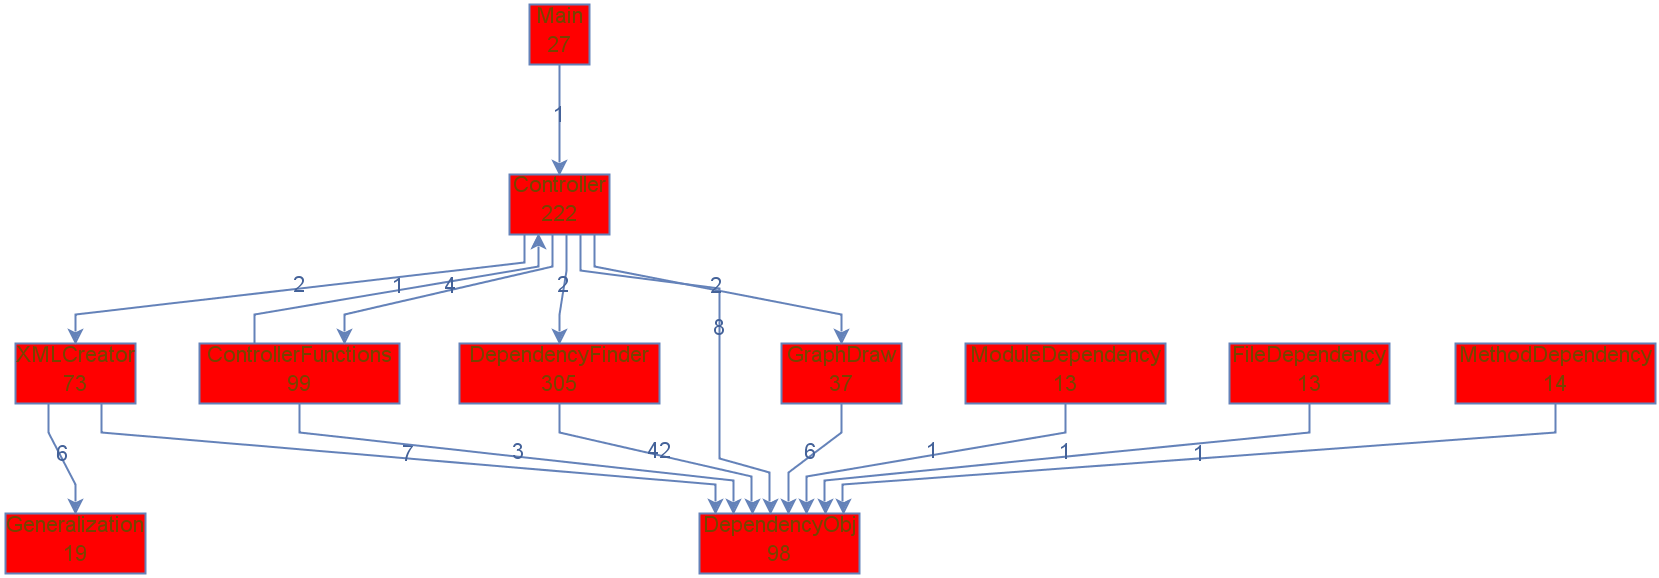 Main
27
1
Controller
222
2
1
4
2
2
8
XMLCreator
73
ControllerFunctions
99
DependencyFinder
305
GraphDraw
37
ModuleDependency
13
FIleDependency
13
MethodDependency
14
6
7
3
42
6
1
1
1
Generalization
19
DependencyObj
98